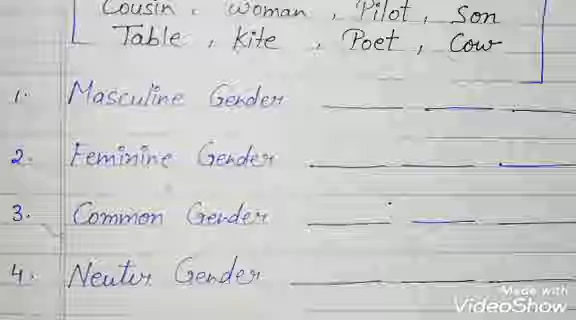 Cousin , Woman , Pilot , Son
Table , Kite , Poet , Cow
1. Masculine Gender
2. Feminine Gender
3. Common Gender
4. Neuter Gender
Made with
VideoShow